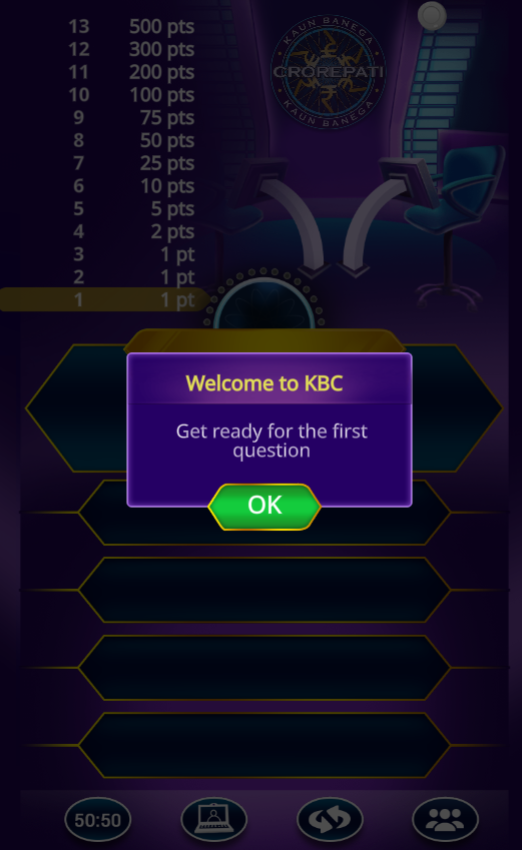 13 500 pts
12 300 pts
11 200 pts
10 100 pts
9 75 pts
8 50 pts
7 25 pts
6 10 pts
5 5 pts
4 2 pts
3 1 pt
2 1 pt
1 1 pt
KAUN BANEGA
CROREPATI
KAUN BANEGA
Welcome to KBC
Get ready for the first
question
OK
50:50